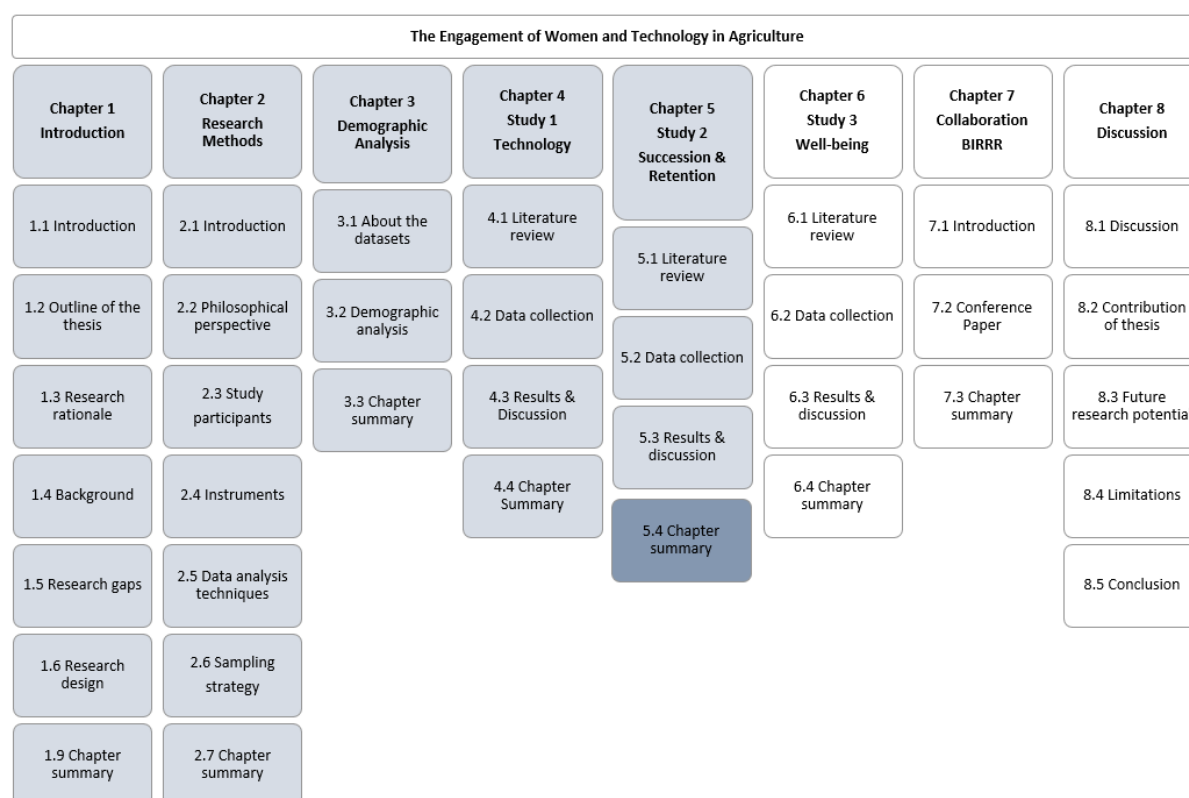 The Engagement of Women and Technology in Agriculture
Chapter 1
Introduction
1.1 Introduction
1.2 Outline of the
thesis
1.3 Research
rationale
1.4 Background
1.5 Research gaps
1.6 Research
design
1.9 Chapter
summary
Chapter 2
Research
Methods
2.1 Introduction
2.2 Philosophical
perspective
2.3 Study
participants
2.4 Instruments
2.5 Data analysis
techniques
2.6 Sampling
strategy
2.7 Chapter
summary
Chapter 3
Demographic
Analysis
3.1 About the
datasets
3.2 Demographic
analysis
3.3 Chapter
summary
Chapter 4
Study 1
Technology
4.1 Literature
review
4.2 Data collection
4.3 Results &
Discussion
4.4 Chapter
Summary
Chapter 5
Study 2
Succession &
Retention
5.1 Literature
review
5.2 Data collection
5.3 Results &
discussion
5.4 Chapter
summary
Chapter 6
Study 3
Well-being
6.1 Literature
review
6.2 Data collection
6.3 Results &
discussion
6.4 Chapter
summary
Chapter 7
Collaboration
BIRRR
7.1 Introduction
7.2 Conference
Paper
7.3 Chapter
summary
Chapter 8
Discussion
8.1 Discussion
8.2 Contribution
of thesis
8.3 Future
research potentia
8.4 Limitations
8.5 Conclusion